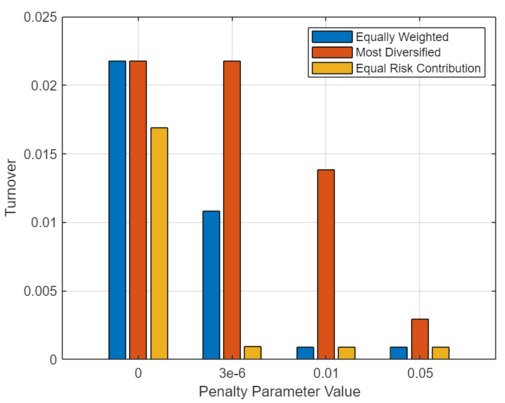 0.025
0.02
0.015
0.01
0.005
0
Turnover
Equally Weighted
Most Diversified
Equal Risk Contribution
0 3e-6 0.01 0.05
Penalty Parameter Value